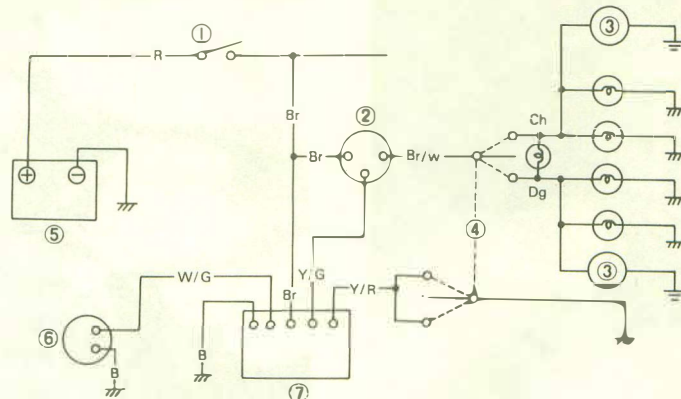 ①
③
R
Br
②
Ch
Br
Br/w
Dg
+
−
④
⑤
③
W/G
Y/G
Br
Y/R
⑥
B
B
⑦